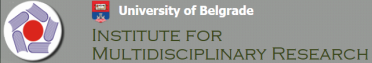 University of Belgrade
INSTITUTE FOR
MULTIDISCIPLINARY RESEARCH